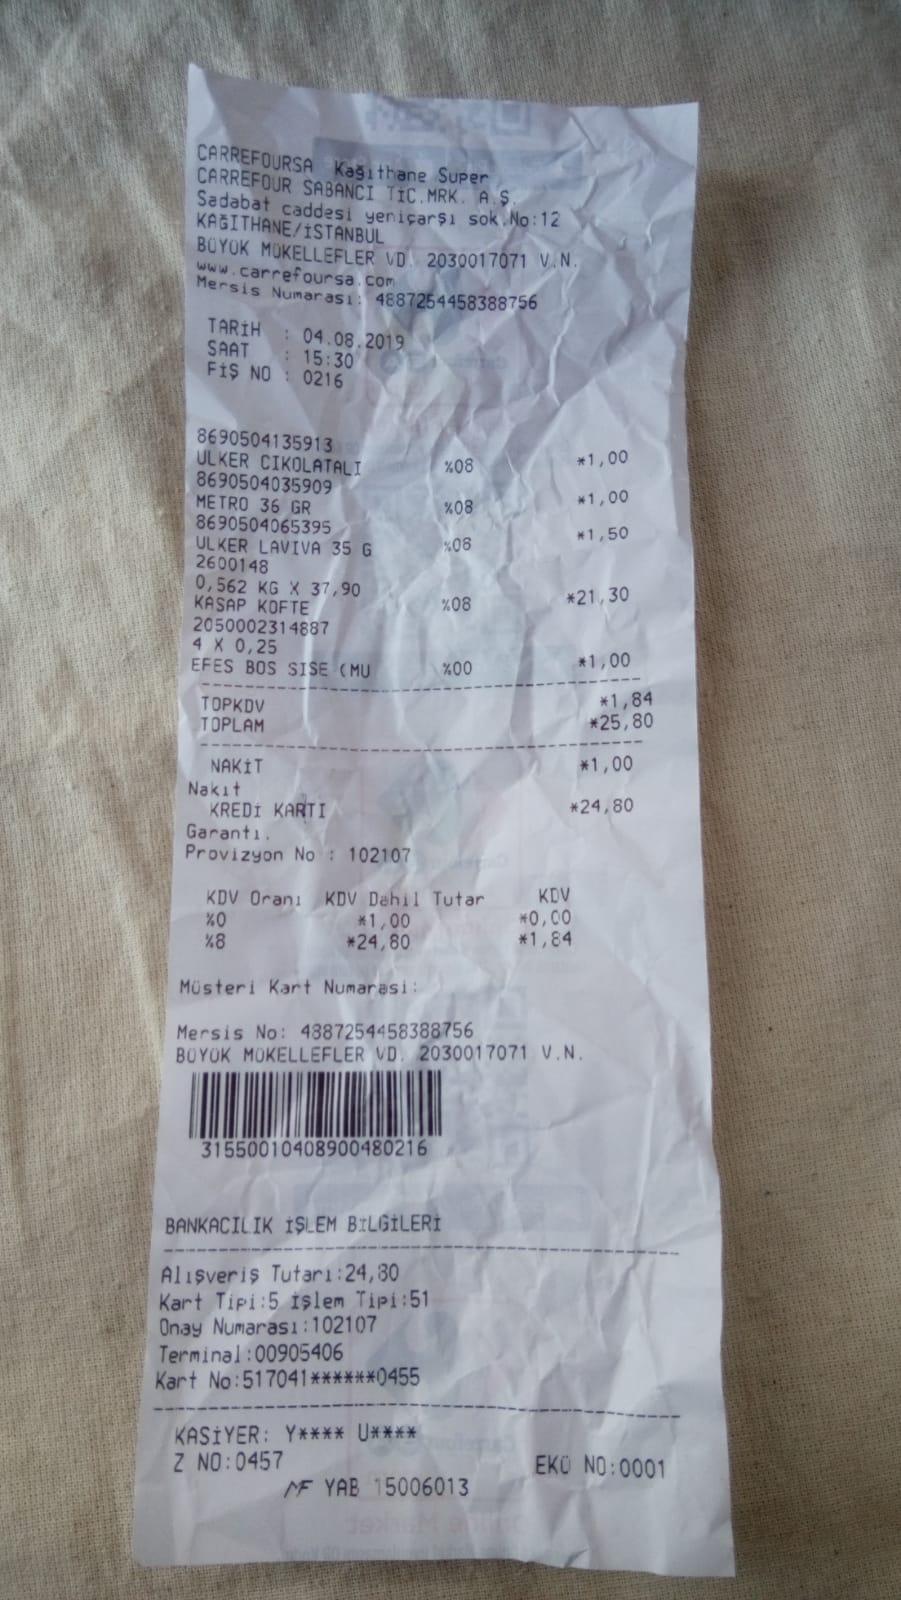 CARREFOURSA Kağıthane Super
CARREFOUR SABANCI TİC.MRK. A.Ş.
Sadabat caddesi yeniçarşı sok.No:12
KAĞITHANE/İSTANBUL
BÜYÜK MÜKELLEFLER VD. 2030017071 V.N.
www.carrefoursa.com
Mersis Numarası: 4887254458388756
TARİH : 04.08.2019
SAAT : 15:30
FİŞ NO : 0216
8690504135913
ULKER CIKOLATALI %08 *1,00
8690504035909
METRO 36 GR %08 *1,00
8690504065395
ULKER LAVIVA 35 G %08 *1,50
2600148
0,562 KG X 37,90
KASAP KOFTE %08 *21,30
2050002314887
4 X 0,25
EFES BOS SISE (MU %00 *1,00
TOPKDV *1,84
TOPLAM *25,80
NAKİT *1,00
Nakit
KREDİ KARTI *24,80
Garanti.
Provizyon No : 102107
KDV Oranı KDV Dahil Tutar KDV
%0 *1,00 *0,00
%8 *24,80 *1,84
Müsteri Kart Numarasi:
Mersis No: 4887254458388756
BÜYÜK MÜKELLEFLER VD. 2030017071 V.N.
31550010408900480216
BANKACILIK İŞLEM BİLGİLERİ
Alışveriş Tutarı:24,80
Kart Tipi:5 İşlem Tipi:51
Onay Numarası:102107
Terminal:00905406
Kart No:517041******0455
KASİYER: Y**** U****
Z NO:0457 EKÜ NO:0001
MF YAB 15006013